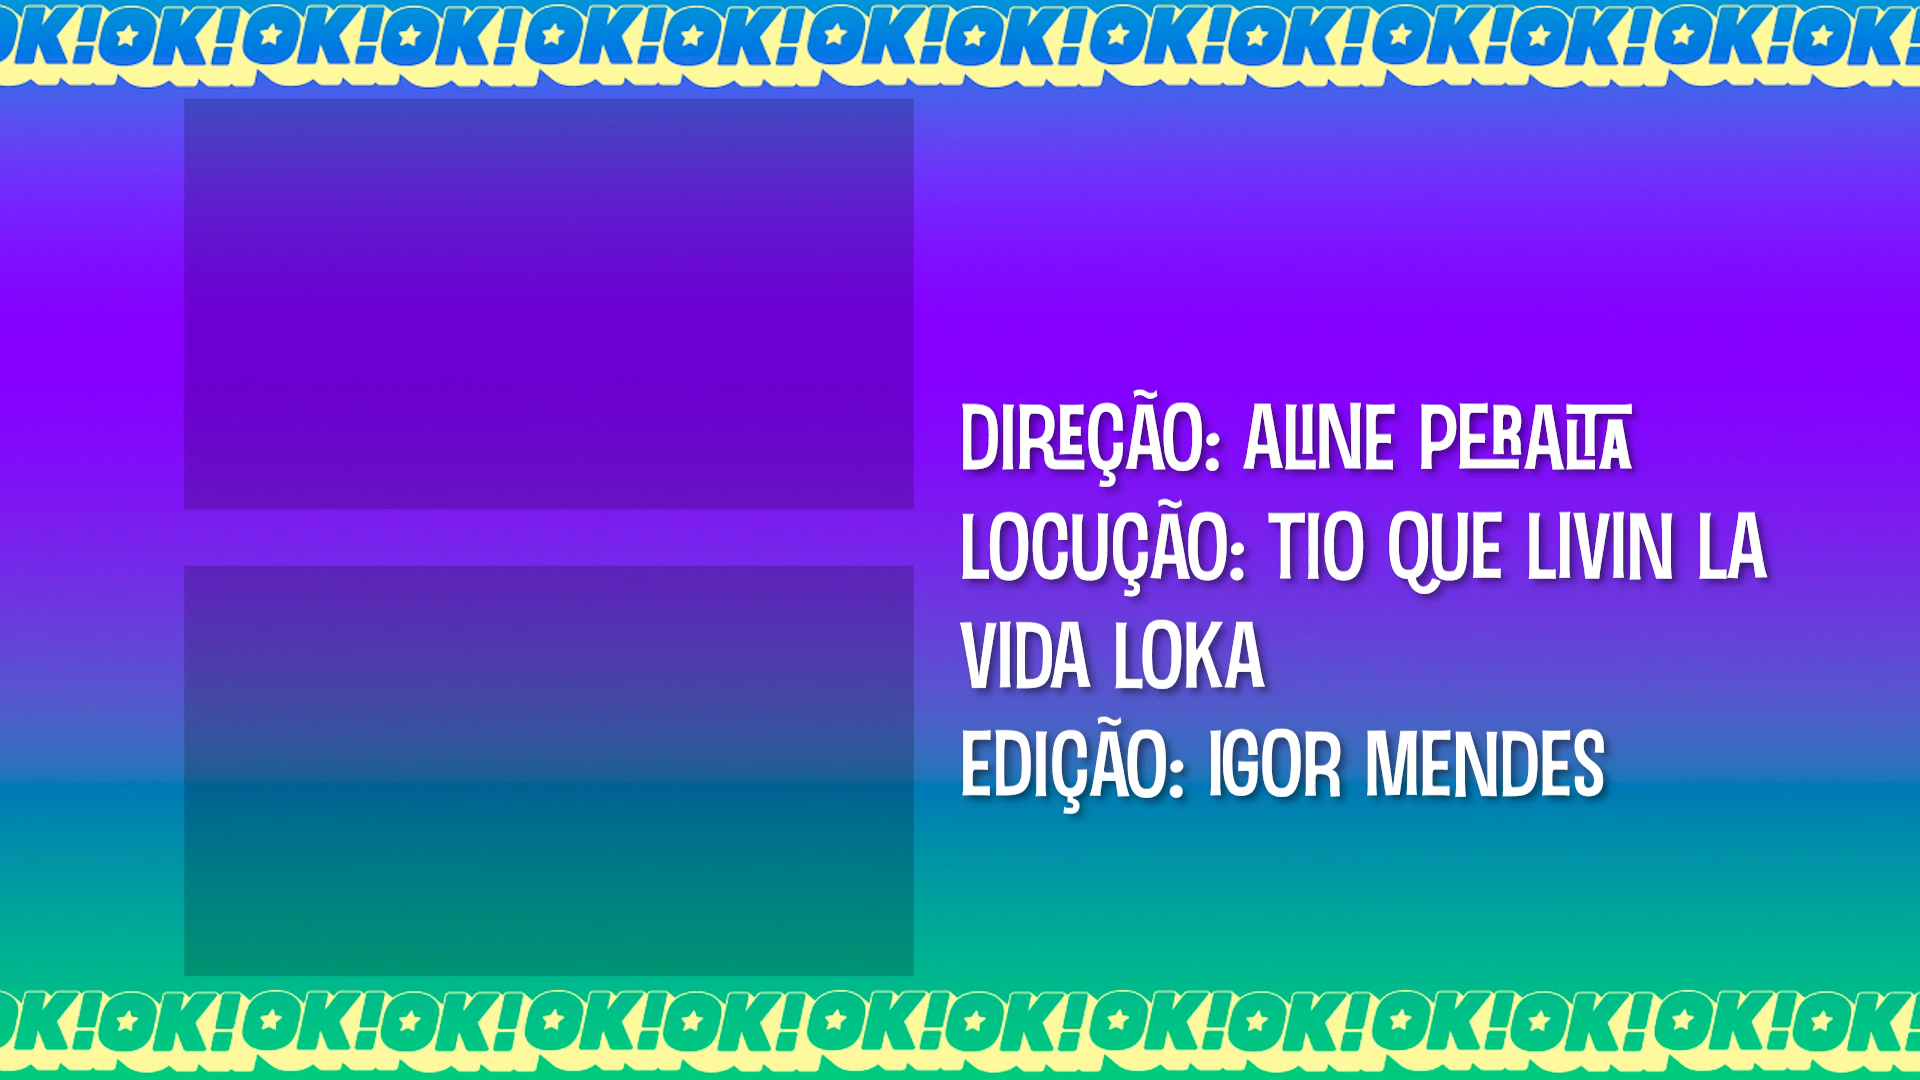 OK!OK!OK!OK!OK!OK!OK!OK!OK!OK!OK!OK!OK!OK!
DIREÇÃO: ALINE PERALTA
LOCUÇÃO: TIO QUE LIVIN LA
VIDA LOKA
EDIÇÃO: IGOR MENDES
OK!OK!OK!OK!OK!OK!OK!OK!OK!OK!OK!OK!OK!OK!